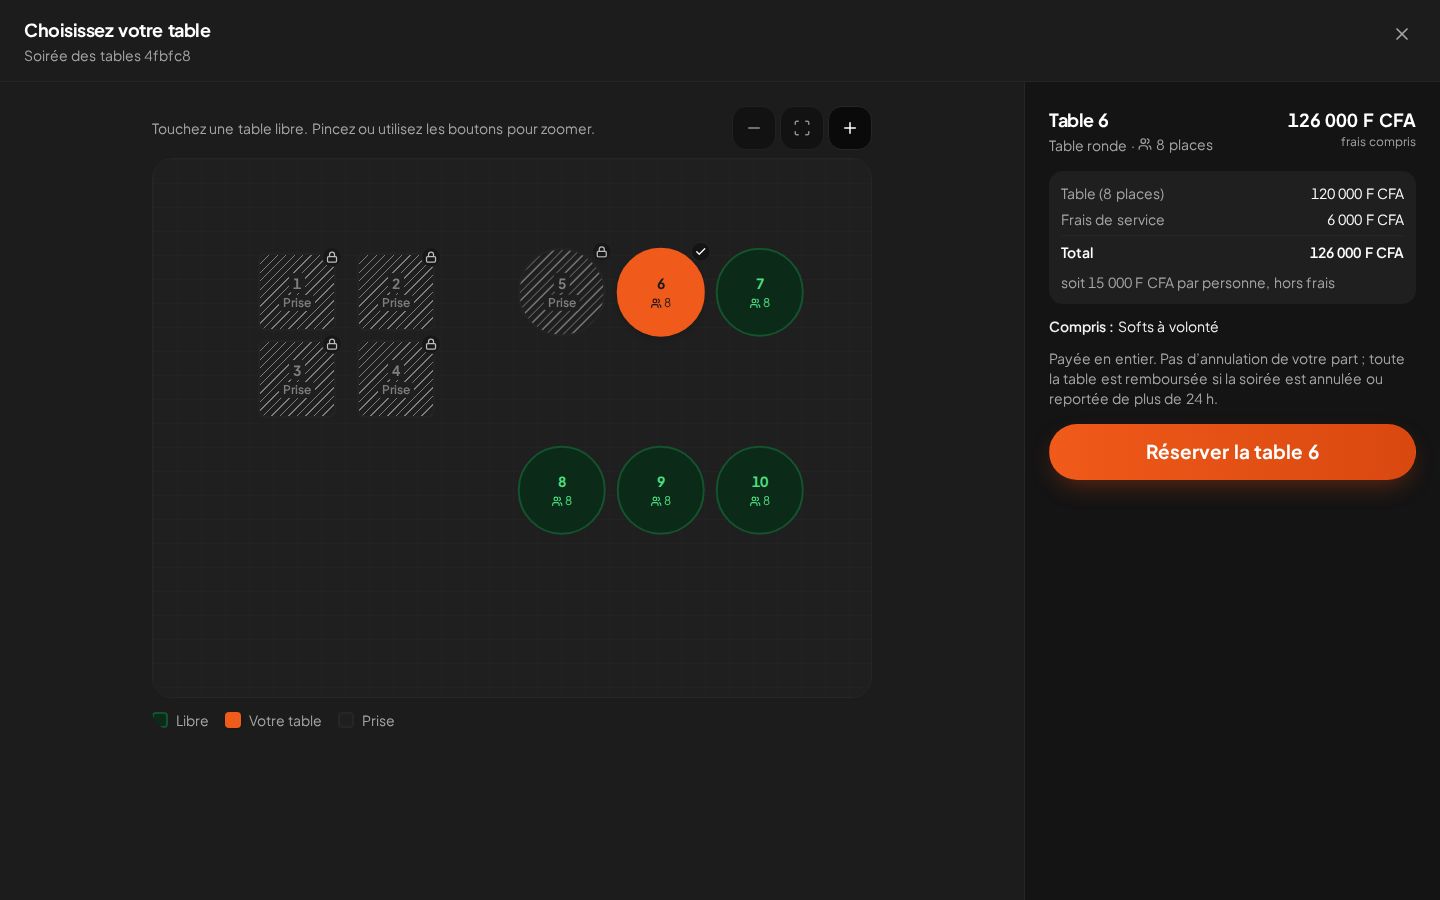 Choisissez votre table
Soirée des tables 4fbfc8
Touchez une table libre. Pincez ou utilisez les boutons pour zoomer.
1
Prise
2
Prise
3
Prise
4
Prise
5
Prise
6
8
7
8
8
8
9
8
10
8
Libre
Votre table
Prise
Table 6
126 000 F CFA
Table ronde · 8 places
frais compris
Table (8 places) 120 000 F CFA
Frais de service 6 000 F CFA
Total 126 000 F CFA
soit 15 000 F CFA par personne, hors frais
Compris : Softs à volonté
Payée en entier. Pas d’annulation de votre part ; toute
la table est remboursée si la soirée est annulée ou
reportée de plus de 24 h.
Réserver la table 6